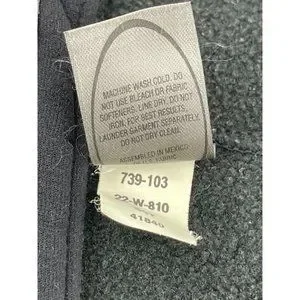 MACHINE WASH COLD. DO
NOT USE BLEACH OR FABRIC
SOFTENERS. LINE DRY. DO NOT
IRON. FOR BEST RESULTS,
LAUNDER GARMENT SEPARATELY.
DO NOT DRY CLEAN.
ASSEMBLED IN MEXICO
FABRIC
739-103
22-W-810
41840